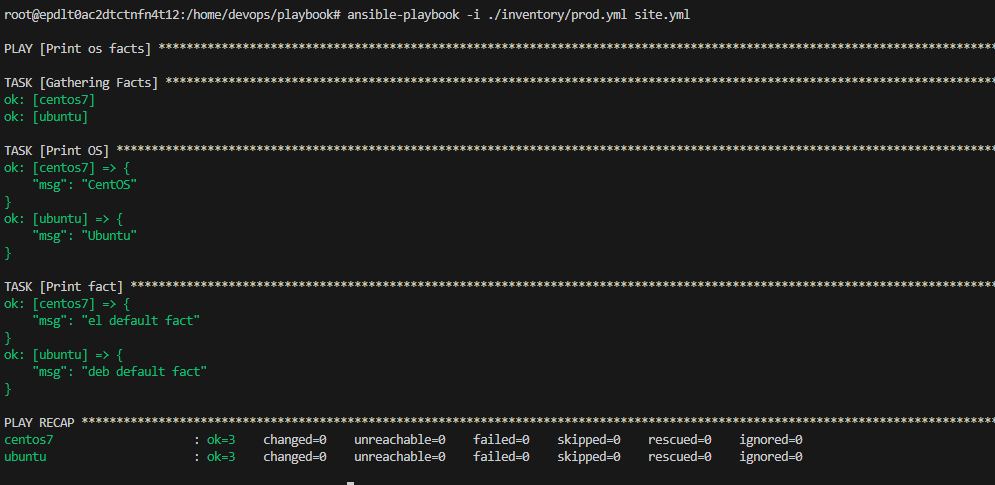 root@epdlt0ac2dtctnfn4t12:/home/devops/playbook# ansible-playbook -i ./inventory/prod.yml site.yml
PLAY [Print os facts] ****************************************************************************************************************************
TASK [Gathering Facts] ***************************************************************************************************************************
ok: [centos7]
ok: [ubuntu]
TASK [Print OS] **********************************************************************************************************************************
ok: [centos7] => {
    "msg": "CentOS"
}
ok: [ubuntu] => {
    "msg": "Ubuntu"
}
TASK [Print fact] ********************************************************************************************************************************
ok: [centos7] => {
    "msg": "el default fact"
}
ok: [ubuntu] => {
    "msg": "deb default fact"
}
PLAY RECAP ***************************************************************************************************************************************
centos7                    : ok=3    changed=0    unreachable=0    failed=0    skipped=0    rescued=0    ignored=0
ubuntu                     : ok=3    changed=0    unreachable=0    failed=0    skipped=0    rescued=0    ignored=0